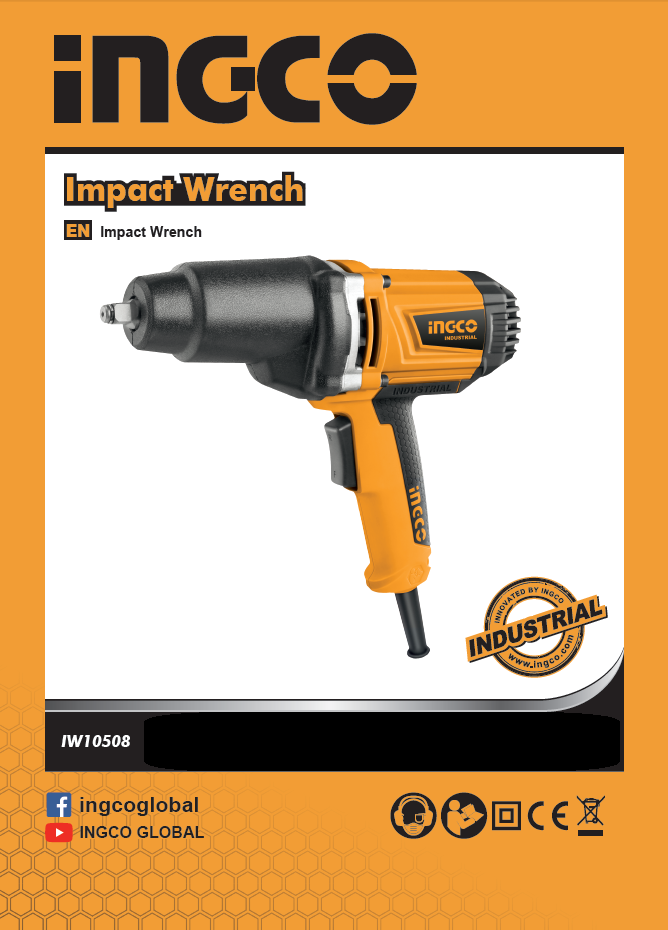 INGCO
Impact Wrench
EN Impact Wrench
INGCO
INDUSTRIAL
INDUSTRIAL
INGCO
INNOVATED BY INGCO
INDUSTRIAL
www.ingco.com
IW10508
ingcoglobal
INGCO GLOBAL
CE